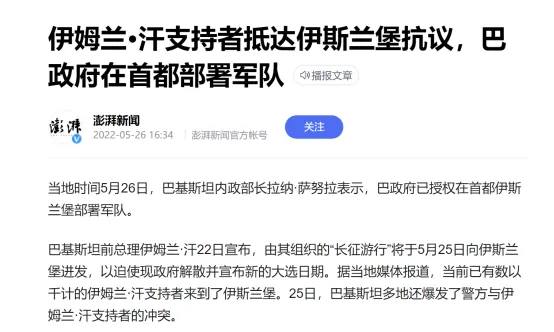 伊姆兰•汗支持者抵达伊斯兰堡抗议，巴
政府在首都部署军队
播报文章
澎湃
澎湃新闻
2022-05-26 16:34
澎湃新闻官方帐号
关注
当地时间5月26日，巴基斯坦内政部长拉纳·萨努拉表示，巴政府已授权在首都伊斯
兰堡部署军队。
巴基斯坦前总理伊姆兰·汗22日宣布，由其组织的“长征游行”将于5月25日向伊斯兰
堡进发，以迫使现政府解散并宣布新的大选日期。据当地媒体报道，当前已有数以
千计的伊姆兰·汗支持者来到了伊斯兰堡。25日，巴基斯坦多地还爆发了警方与伊
姆兰·汗支持者的冲突。